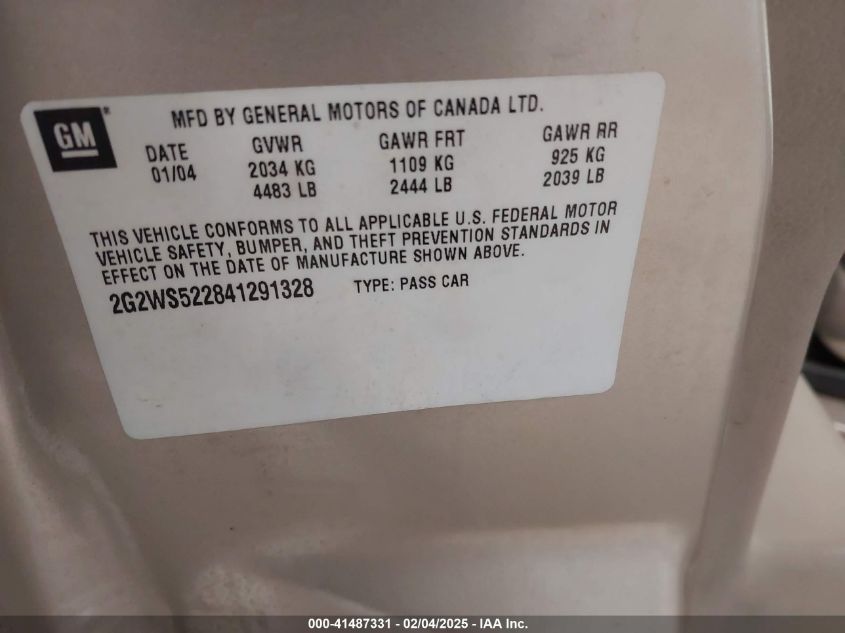 GM
MFD BY GENERAL MOTORS OF CANADA LTD.
DATE GVWR GAWR FRT GAWR RR
01/04 2034 KG 1109 KG 925 KG
4483 LB 2444 LB 2039 LB
THIS VEHICLE CONFORMS TO ALL APPLICABLE U.S. FEDERAL MOTOR
VEHICLE SAFETY, BUMPER, AND THEFT PREVENTION STANDARDS IN
EFFECT ON THE DATE OF MANUFACTURE SHOWN ABOVE.
2G2WS522841291328 TYPE: PASS CAR
000-41487331 - 02/04/2025 - IAA Inc.